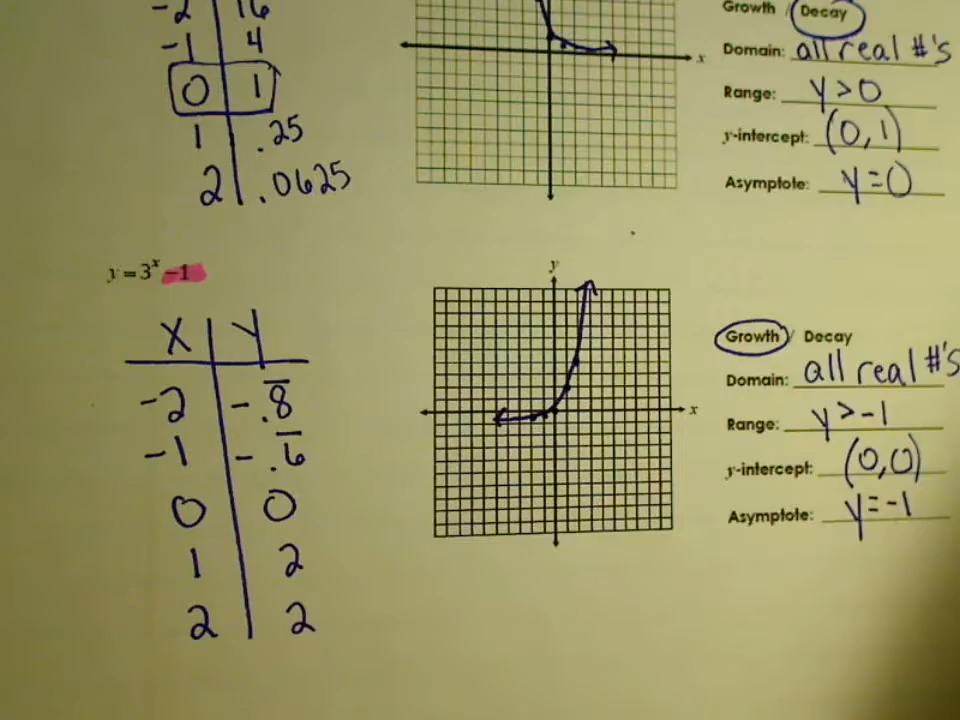 -2 16
-1 4
0 1
1 .25
2 .0625
x
Growth / Decay
Domain: all real #'s
Range: y > 0
y-intercept: (0, 1)
Asymptote: y = 0
y = 3ˣ −1
X Y
-2 -.8̅
-1 -.6̅
0 0
1 2
2 2
y
x
Growth / Decay
Domain: all real #'s
Range: y > -1
y-intercept: (0,0)
Asymptote: y = -1